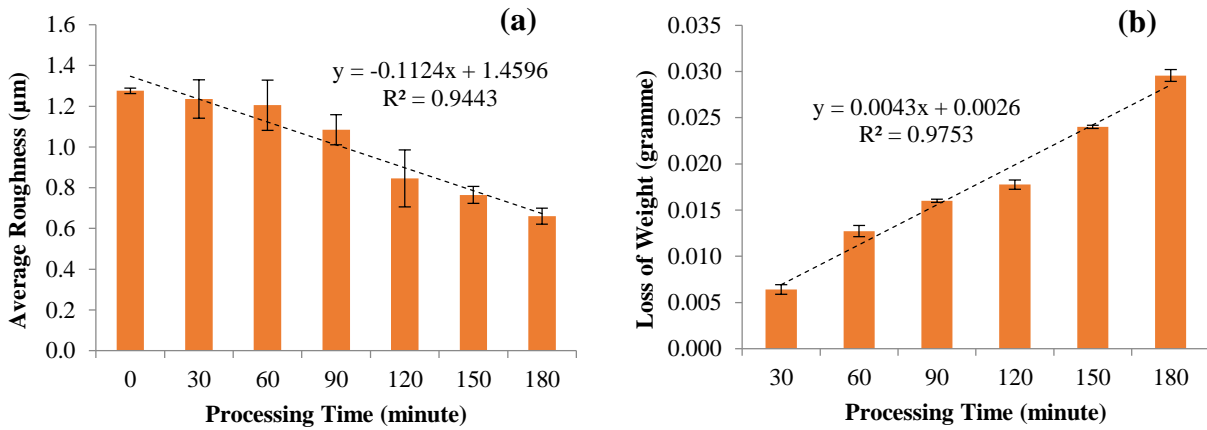 (a)
Average Roughness (µm)
1.6
1.4
1.2
1.0
0.8
0.6
0.4
0.2
0.0
y = -0.1124x + 1.4596
R² = 0.9443
0 30 60 90 120 150 180
Processing Time (minute)
(b)
Loss of Weight (gramme)
0.030
0.025
0.020
0.015
0.010
0.005
0.000
y = 0.0043x + 0.0026
R² = 0.9753
30 60 90 120 150 180
Processing Time (minute)